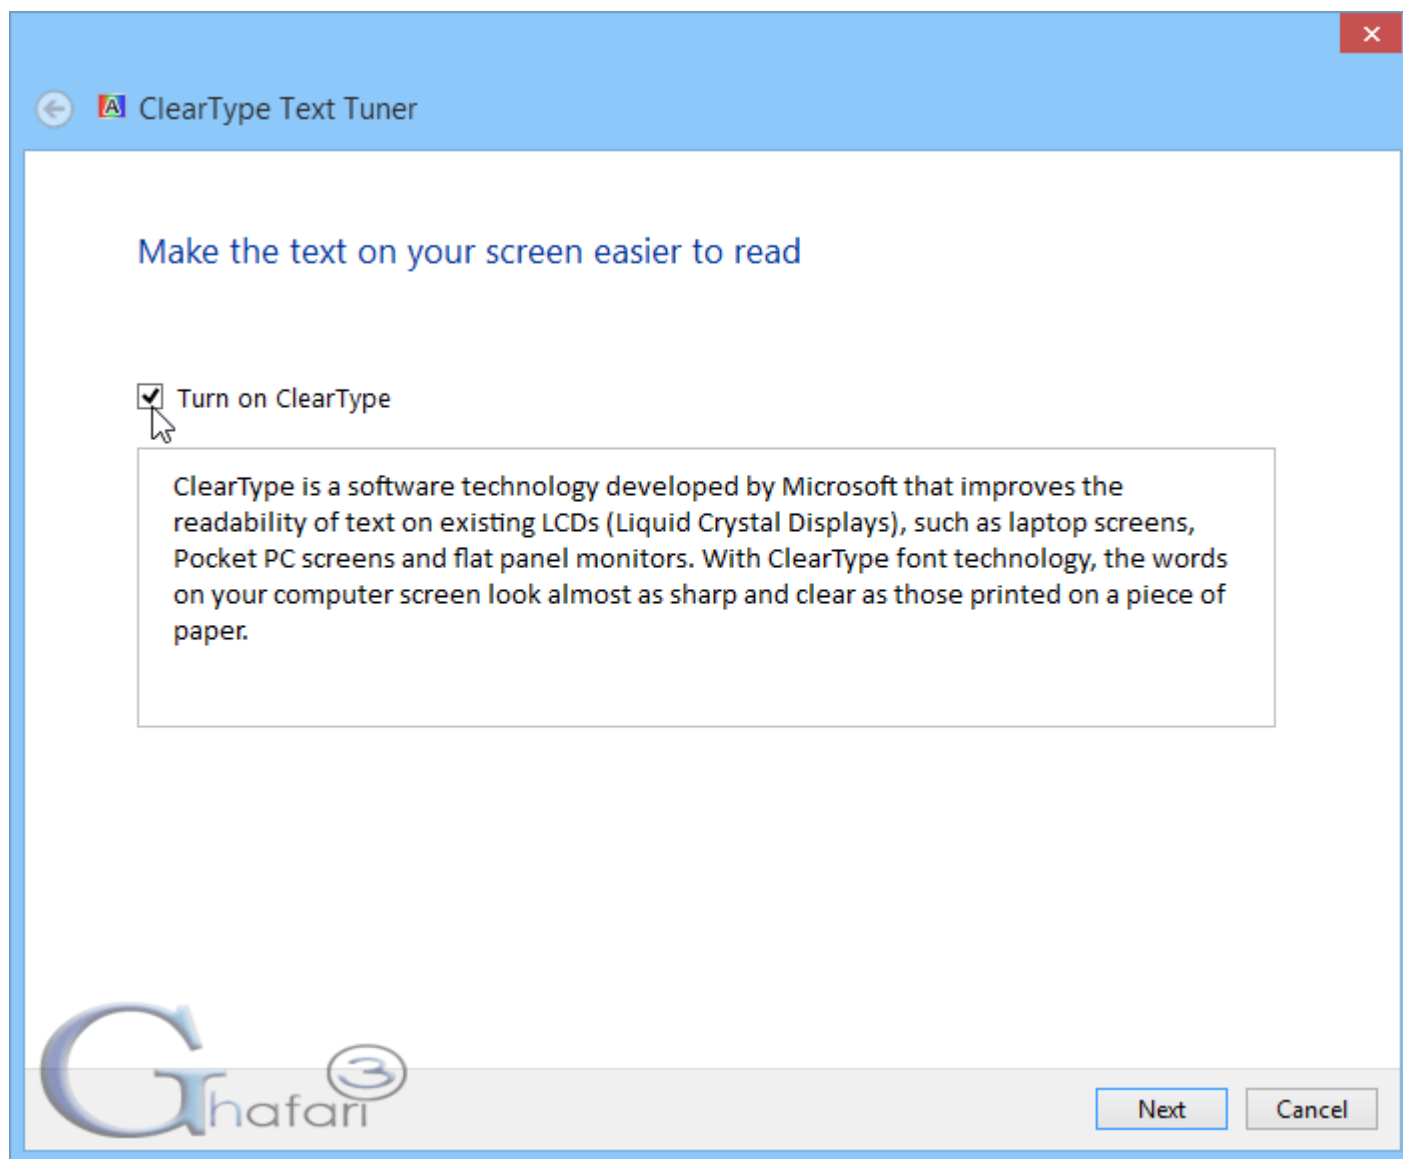 ClearType Text Tuner
Make the text on your screen easier to read
Turn on ClearType
ClearType is a software technology developed by Microsoft that improves the
readability of text on existing LCDs (Liquid Crystal Displays), such as laptop screens,
Pocket PC screens and flat panel monitors. With ClearType font technology, the words
on your computer screen look almost as sharp and clear as those printed on a piece of
paper.
Ghafari 3
Next Cancel